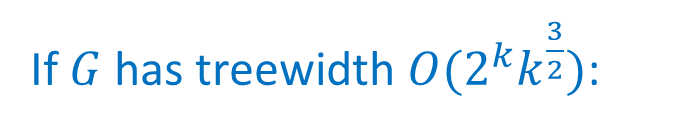 If G has treewidth O(2^k k^{3/2}):